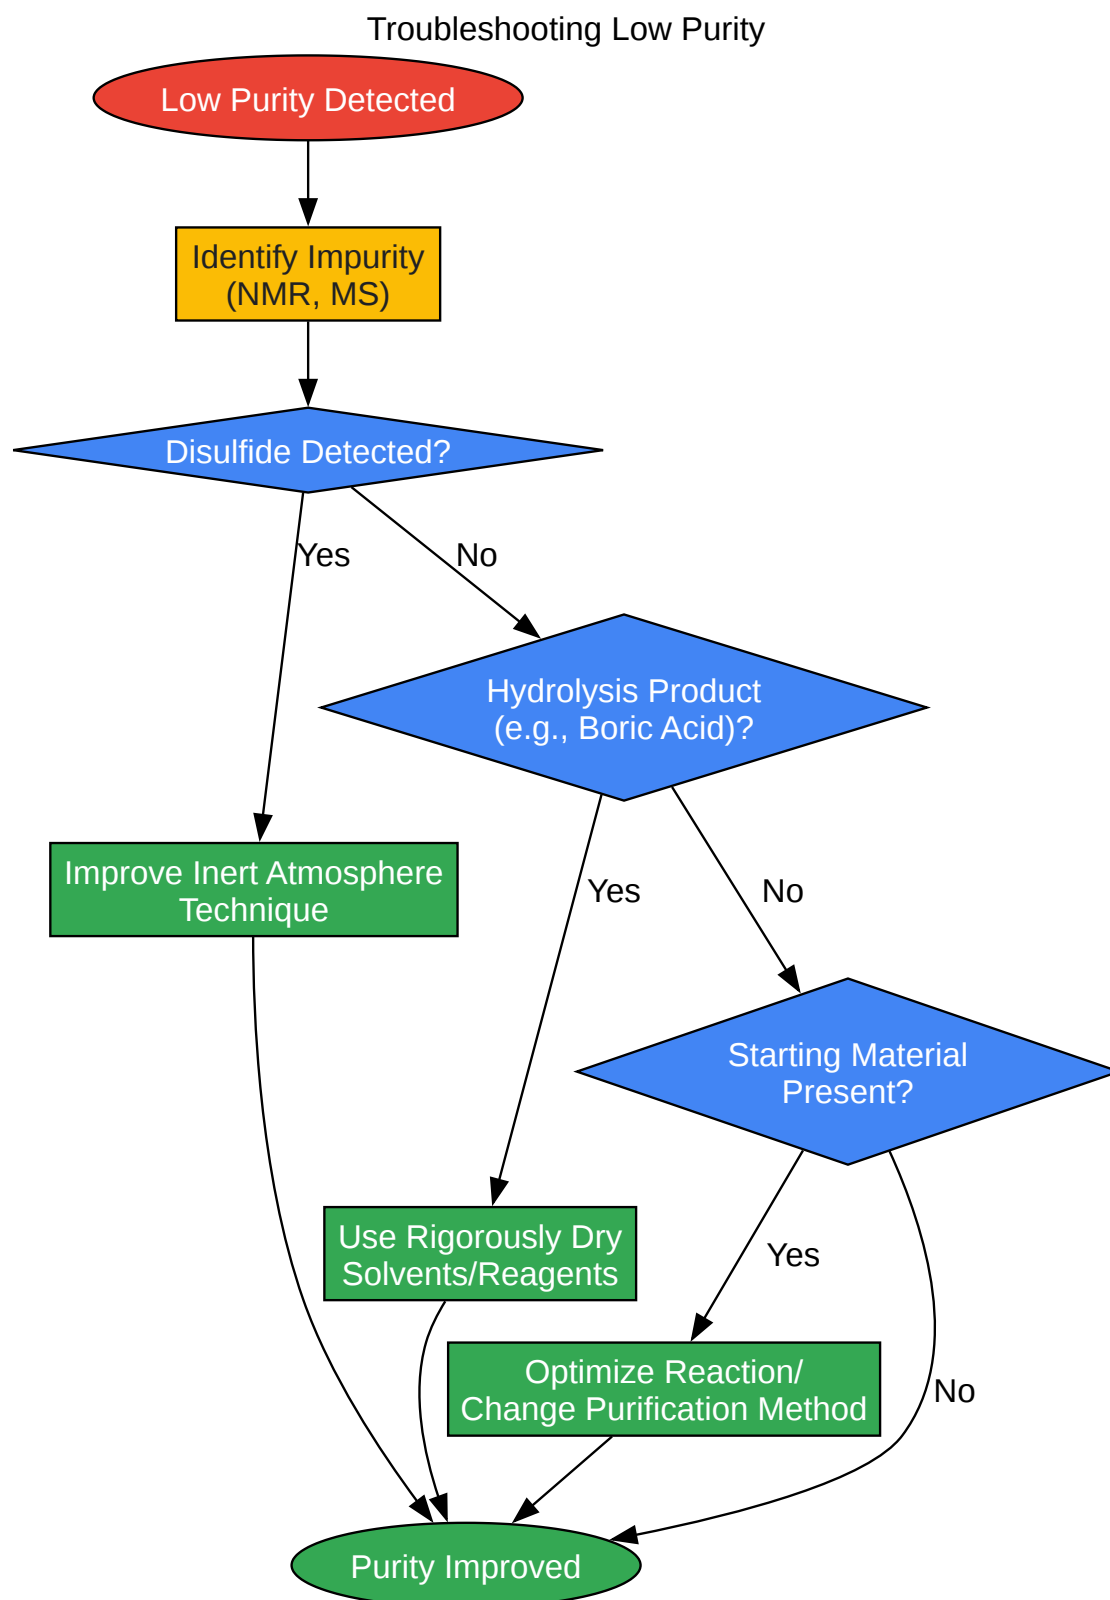 Troubleshooting Low Purity
Low Purity Detected
Identify Impurity
(NMR, MS)
Disulfide Detected?
Yes
No
Hydrolysis Product
(e.g., Boric Acid)?
Improve Inert Atmosphere
Technique
Yes
No
Starting Material
Present?
Use Rigorously Dry
Solvents/Reagents
Yes
Optimize Reaction/
Change Purification Method
No
Purity Improved